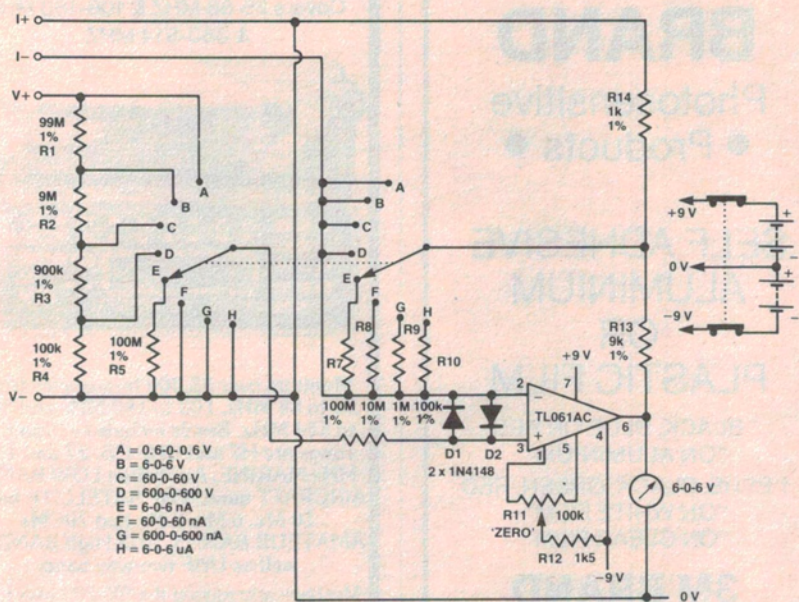 I+
I−
V+
99M
1%
R1
A
B
C
D
E
F
G
H
9M
1%
R2
900k
1%
R3
100k
1%
R4
100M
1%
R5
V−
A
B
C
D
E
F
G
H
R7
R8
R9
R10
100M
1%
10M
1%
1M
1%
100k
1%
D1
D2
2 x 1N4148
+9 V
2
7
−
TL061AC
6
+
3
1
5
4
R11
100k
'ZERO'
R12
1k5
−9 V
6-0-6 V
0 V
R14
1k
1%
R13
9k
1%
+9 V
0 V
−9 V
+
−
+
−
A = 0.6-0-0.6 V
B = 6-0-6 V
C = 60-0-60 V
D = 600-0-600 V
E = 6-0-6 nA
F = 60-0-60 nA
G = 600-0-600 nA
H = 6-0-6 uA